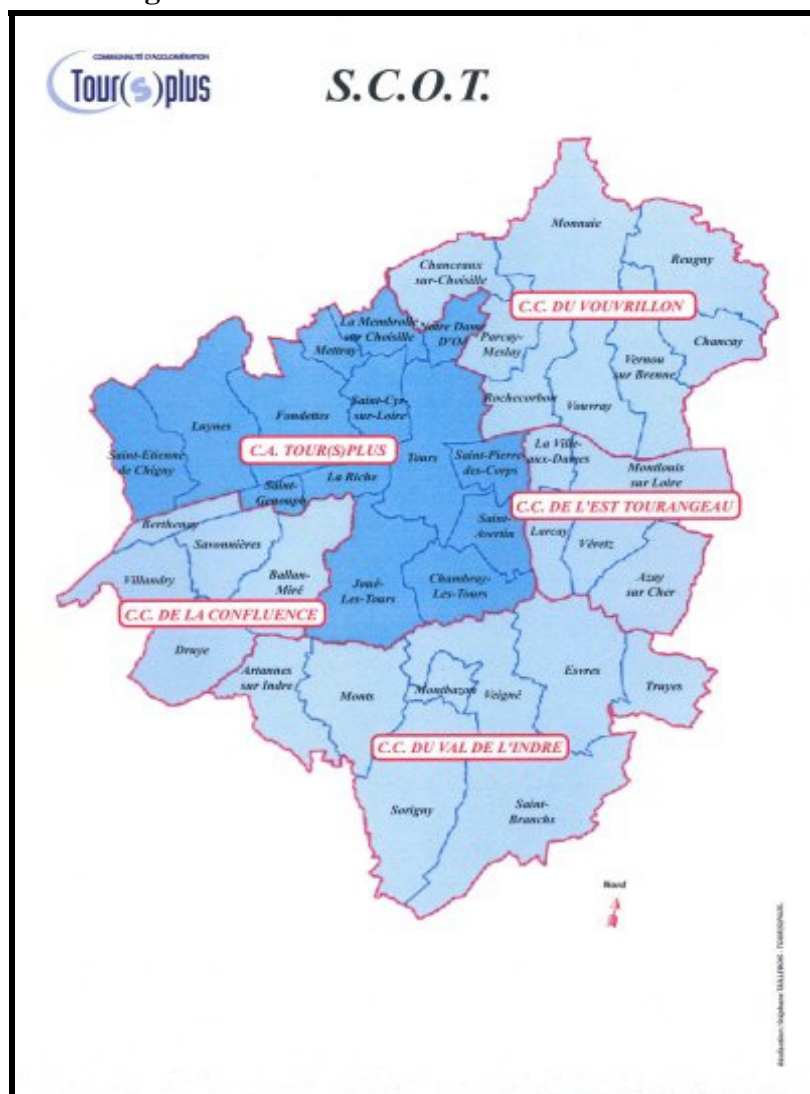 COMMUNAUTÉ D'AGGLOMÉRATION
Tour(s)plus
S.C.O.T.
Monnaie
Reugny
Chanceaux
sur-Choisille
C.C. DU VOUVRILLON
La Membrolle
sur Choisille
Notre Dame
D'Oé
Parcay-
Meslay
Chancay
Mettray
Vernou
sur Brenne
Rochecorbon
Vouvray
Saint-Cyr-
sur-Loire
Luynes
Fondettes
C.A. TOUR(S)PLUS
Tours
Saint-Etienne
de Chigny
La Riche
Saint-
Genouph
Saint-Pierre-
des-Corps
La Ville-
aux-Dames
Montlouis
sur Loire
C.C. DE L'EST TOURANGEAU
Saint-
Avertin
Larcay
Véretz
Azay
sur Cher
Berthenay
Savonnières
Villandry
Ballan-
Miré
Joué-
Les-Tours
Chambray-
Les-Tours
C.C. DE LA CONFLUENCE
Druye
Artannes
sur Indre
Monts
Montbazon
Veigné
Esvres
Truyes
C.C. DU VAL DE L'INDRE
Sorigny
Saint-
Branchs
Nord